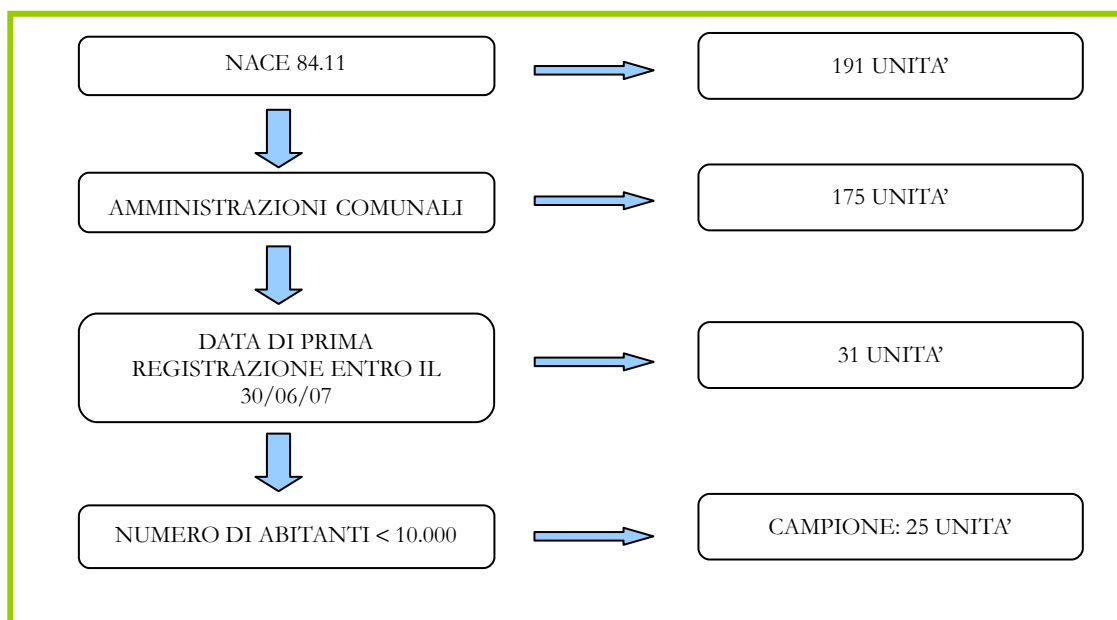 NACE 84.11
191 UNITA’
AMMINISTRAZIONI COMUNALI
175 UNITA’
DATA DI PRIMA
REGISTRAZIONE ENTRO IL
30/06/07
31 UNITA’
NUMERO DI ABITANTI < 10.000
CAMPIONE: 25 UNITA’